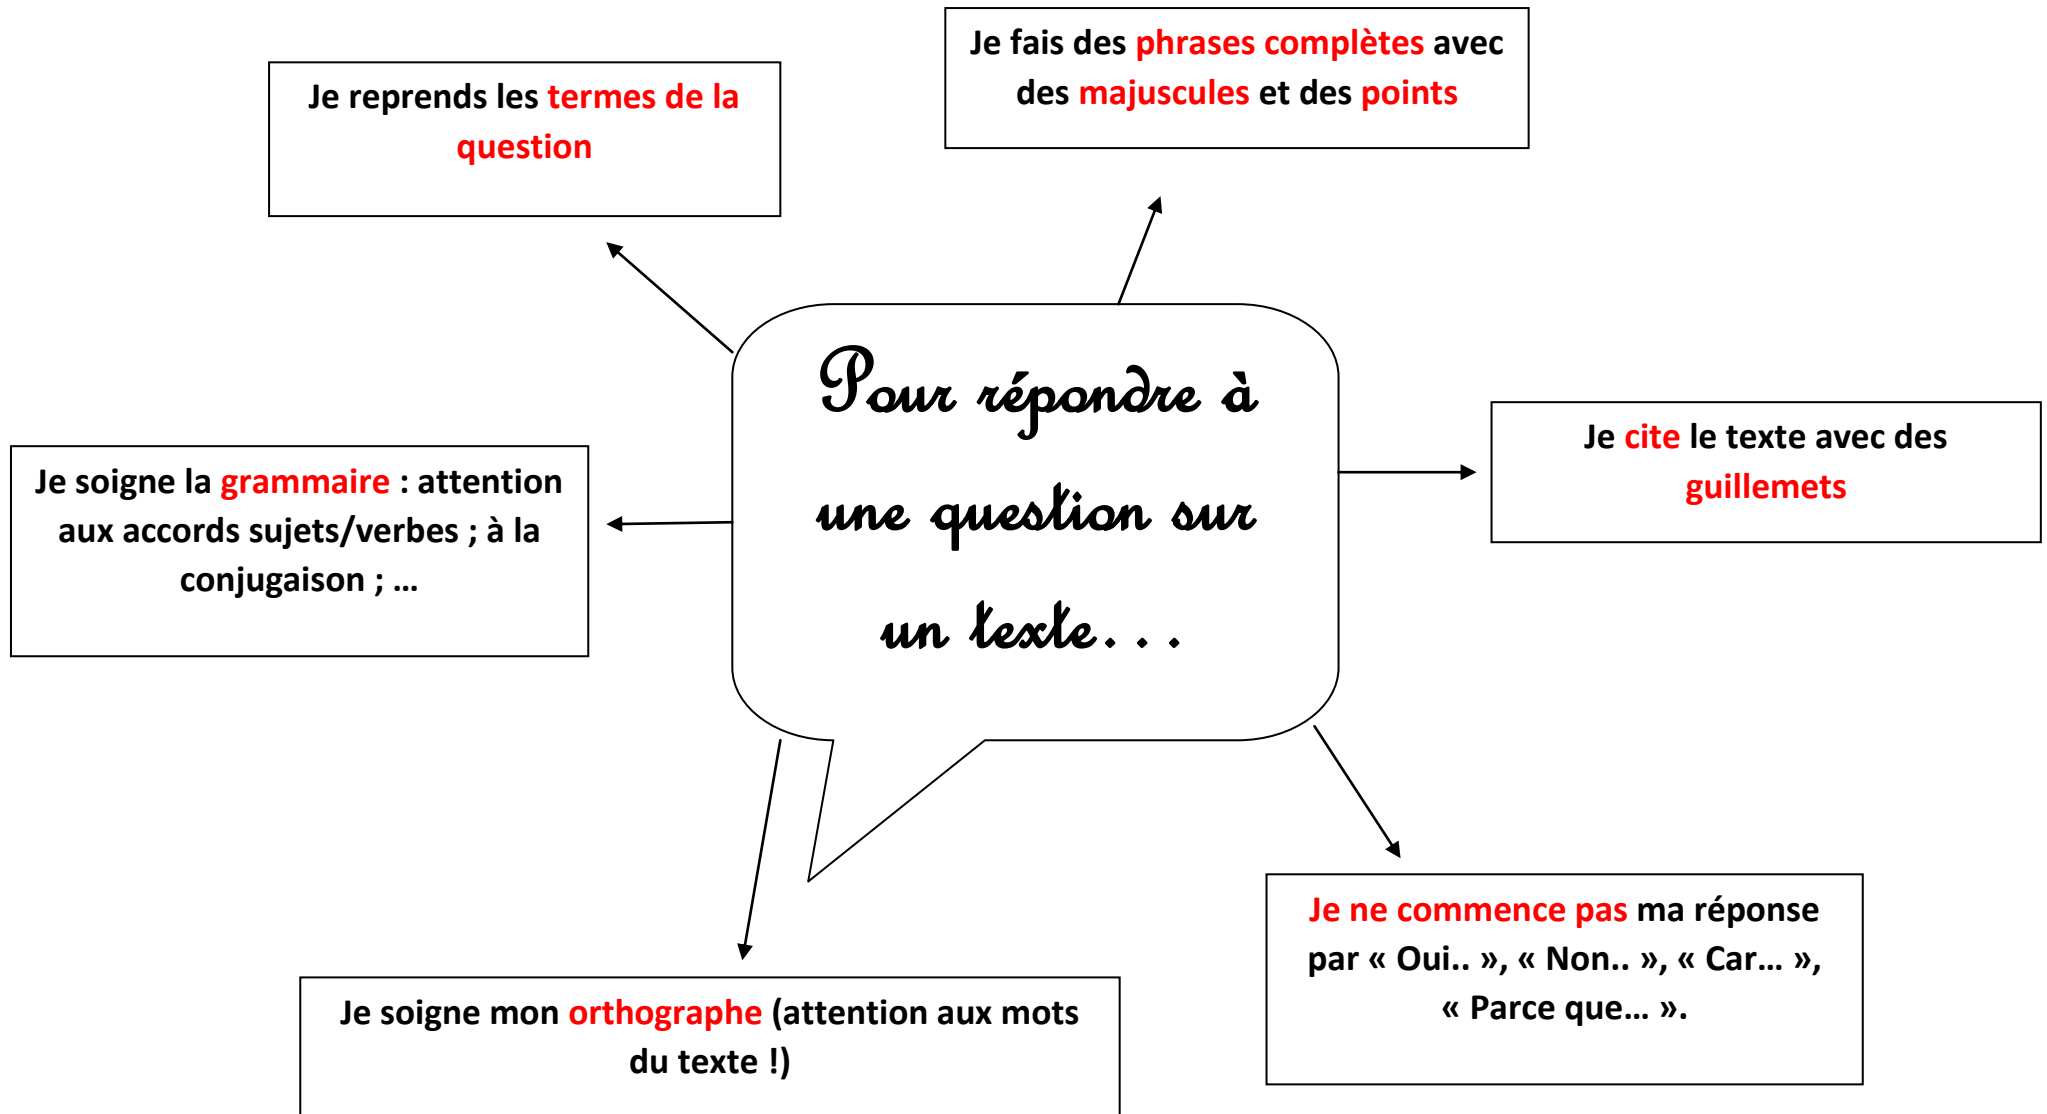 Je fais des phrases complètes avec
des majuscules et des points
Je reprends les termes de la
question
Pour répondre à
une question sur
un texte...
Je cite le texte avec des
guillemets
Je soigne la grammaire : attention
aux accords sujets/verbes ; à la
conjugaison ; …
Je ne commence pas ma réponse
par « Oui.. », « Non.. », « Car… »,
« Parce que… ».
Je soigne mon orthographe (attention aux mots
du texte !)